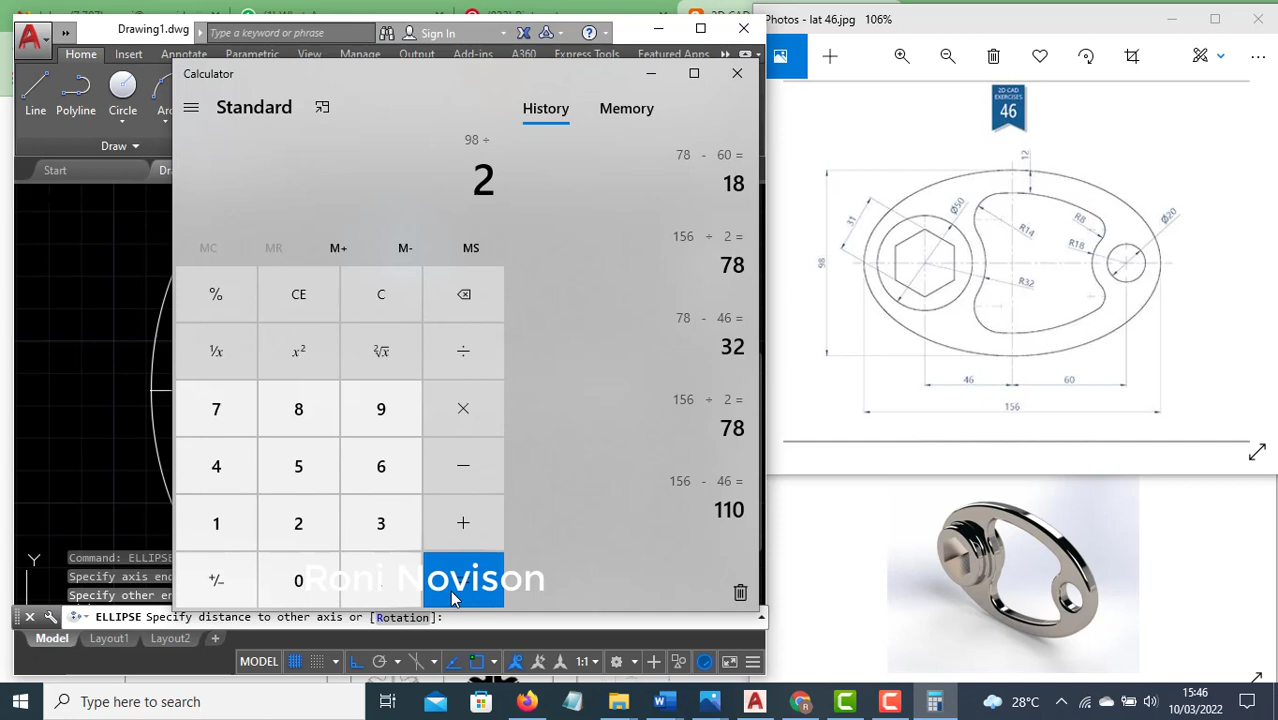 Drawing1.dwg
Type a keyword or phrase
Sign In
Home Insert Annotate Parametric View Manage Output Add-ins A360 Express Tools Featured Apps
Line
Polyline
Circle
Draw
Start
Calculator
Standard
History
Memory
98 ÷
2
MC MR M+ M- MS
% CE C
¹/x x² ²√x ÷
7 8 9 ×
4 5 6 −
1 2 3 +
+/− 0
78 - 60 =
18
156 ÷ 2 =
78
78 - 46 =
32
156 ÷ 2 =
78
156 - 46 =
110
Y
Command: ELLIPSE
Specify axis en
Specify other e
Roni Novison
ELLIPSE Specify distance to other axis or [Rotation]:
Model Layout1 Layout2 +
MODEL
1:1
Photos - lat 46.jpg 106%
2D CAD
EXERCISES
46
12
31
Ø50
R8
Ø20
R14
R18
98
R32
46
60
156
Type here to search
28°C
15:46
10/03/2022